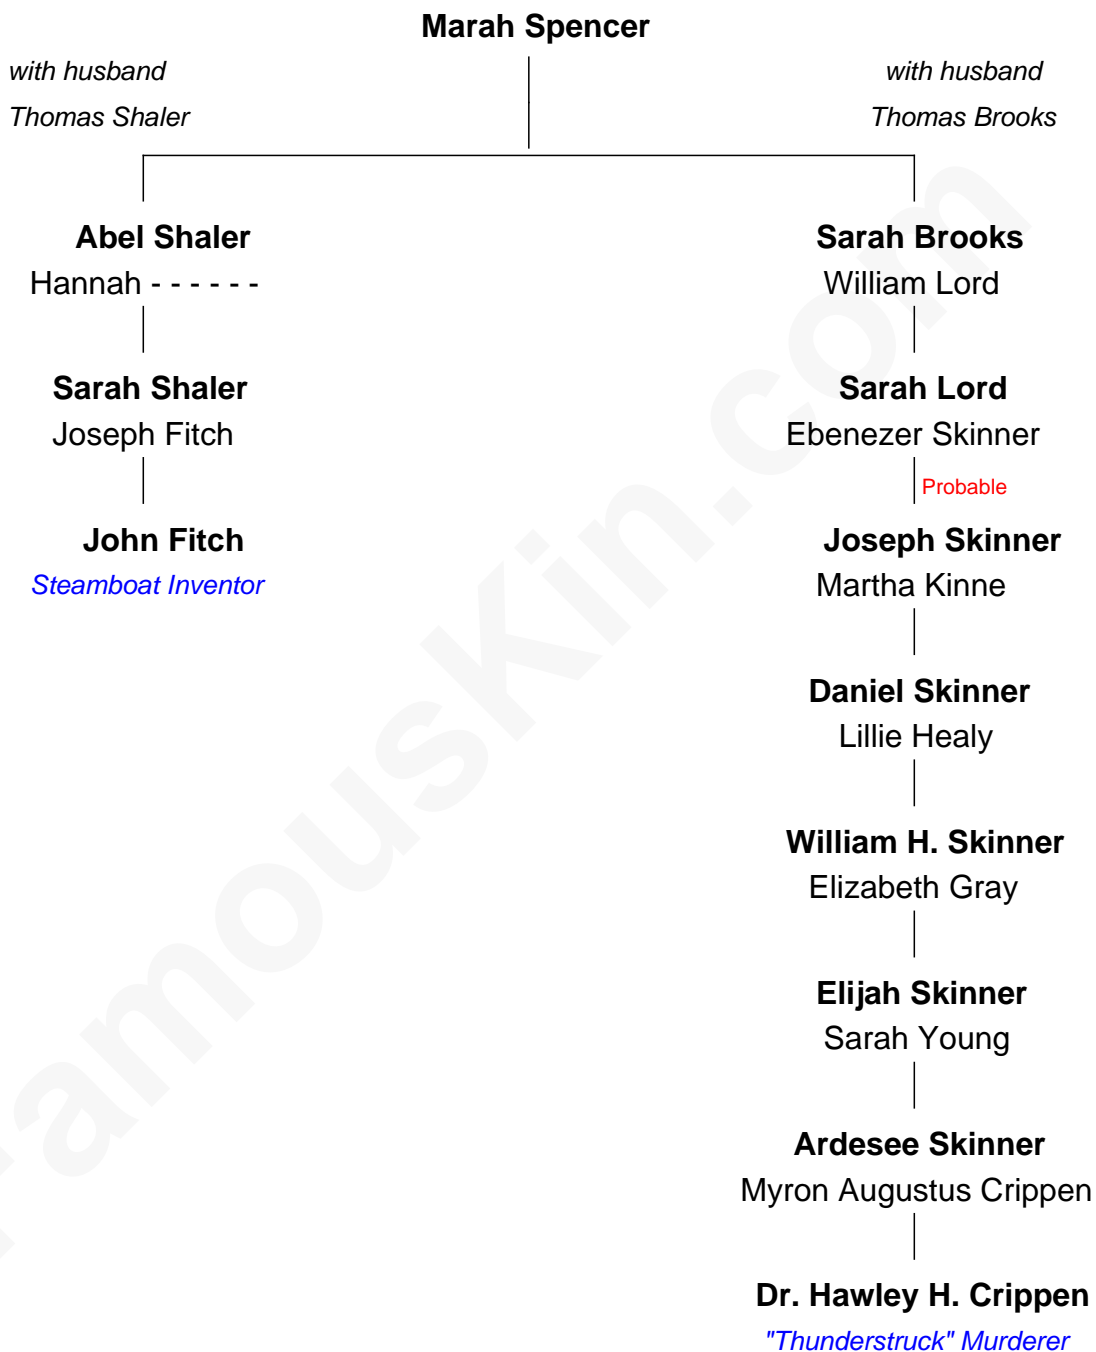 Marah Spencer
with husband
Thomas Shaler
with husband
Thomas Brooks
Abel Shaler
Hannah - - - - - -
Sarah Brooks
William Lord
Sarah Shaler
Joseph Fitch
Sarah Lord
Ebenezer Skinner
Probable
John Fitch
Steamboat Inventor
Joseph Skinner
Martha Kinne
Daniel Skinner
Lillie Healy
William H. Skinner
Elizabeth Gray
Elijah Skinner
Sarah Young
Ardesee Skinner
Myron Augustus Crippen
Dr. Hawley H. Crippen
"Thunderstruck" Murderer
FamousKin.com